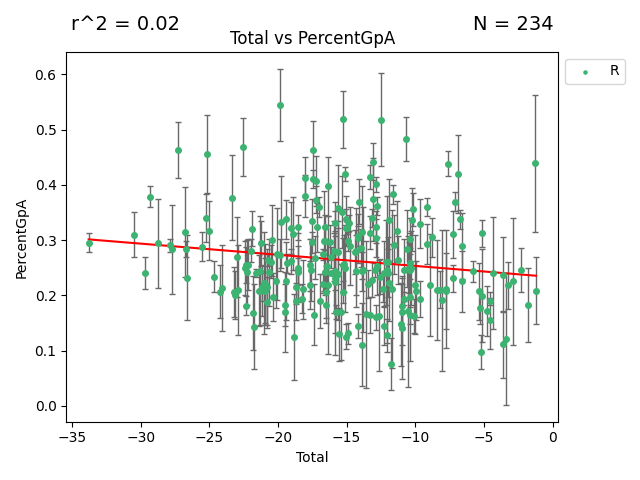 r^2 = 0.02 N = 234
Total vs PercentGpA
R
PercentGpA
0.6
0.5
0.4
0.3
0.2
0.1
0.0
−35 −30 −25 −20 −15 −10 −5 0
Total